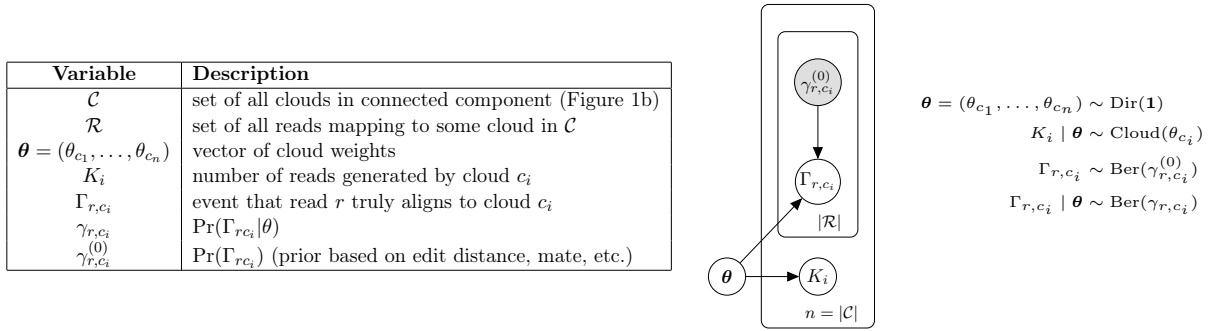 Variable Description
𝒞 set of all clouds in connected component (Figure 1b)
ℛ set of all reads mapping to some cloud in 𝒞
θ = (θ_{c_1}, . . . , θ_{c_n}) vector of cloud weights
K_i number of reads generated by cloud c_i
Γ_{r,c_i} event that read r truly aligns to cloud c_i
γ_{r,c_i} Pr(Γ_{rc_i}|θ)
γ_{r,c_i}^{(0)} Pr(Γ_{rc_i}) (prior based on edit distance, mate, etc.)
γ_{r,c_i}^{(0)}
Γ_{r,c_i}
|ℛ|
θ
K_i
n = |𝒞|
θ = (θ_{c_1}, . . . , θ_{c_n}) ∼ Dir(1)
K_i | θ ∼ Cloud(θ_{c_i})
Γ_{r,c_i} ∼ Ber(γ_{r,c_i}^{(0)})
Γ_{r,c_i} | θ ∼ Ber(γ_{r,c_i})